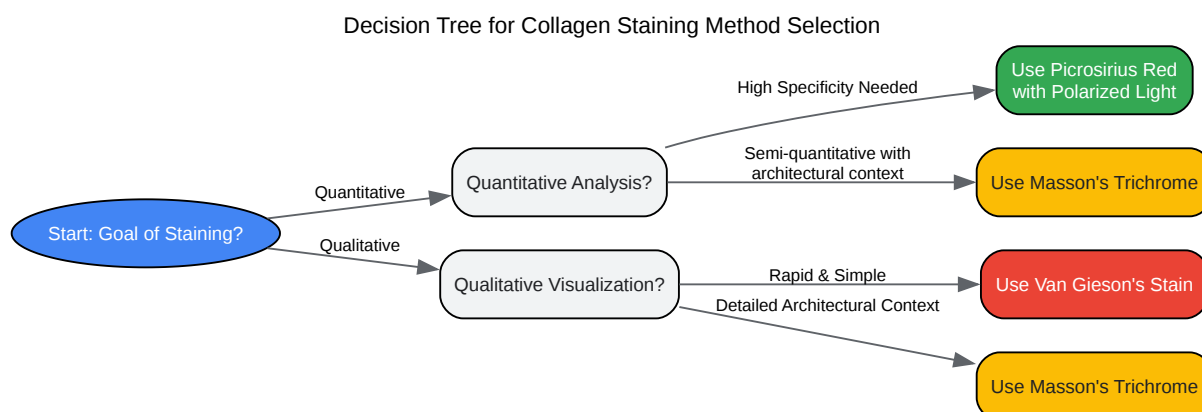 Decision Tree for Collagen Staining Method Selection
Start: Goal of Staining?
Quantitative
Qualitative
Quantitative Analysis?
Qualitative Visualization?
High Specificity Needed
Semi-quantitative with
architectural context
Rapid & Simple
Detailed Architectural Context
Use Picrosirius Red
with Polarized Light
Use Masson's Trichrome
Use Van Gieson's Stain
Use Masson's Trichrome